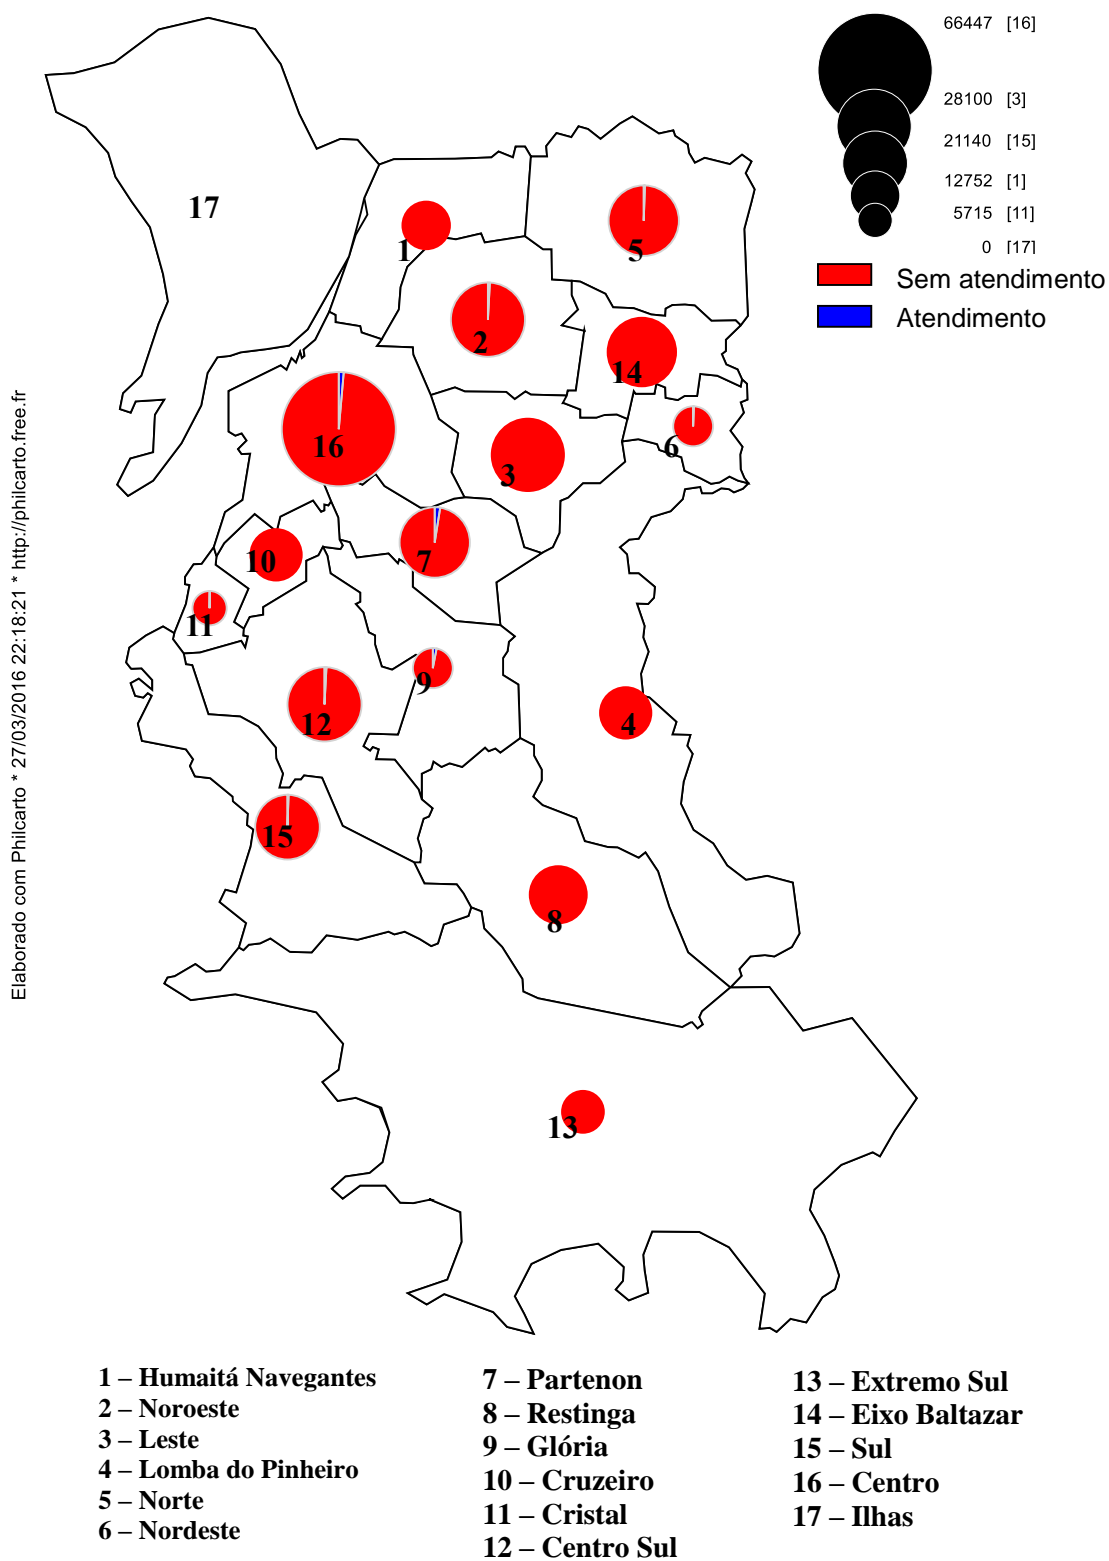 66447 [16]
28100 [3]
21140 [15]
12752 [1]
5715 [11]
0 [17]
Sem atendimento
Atendimento
17
1
5
2
14
16
3
6
10
7
11
9
12
4
15
8
13
Elaborado com Philcarto * 27/03/2016 22:18:21 * http://philcarto.free.fr
1 – Humaitá Navegantes
2 – Noroeste
3 – Leste
4 – Lomba do Pinheiro
5 – Norte
6 – Nordeste
7 – Partenon
8 – Restinga
9 – Glória
10 – Cruzeiro
11 – Cristal
12 – Centro Sul
13 – Extremo Sul
14 – Eixo Baltazar
15 – Sul
16 – Centro
17 – Ilhas